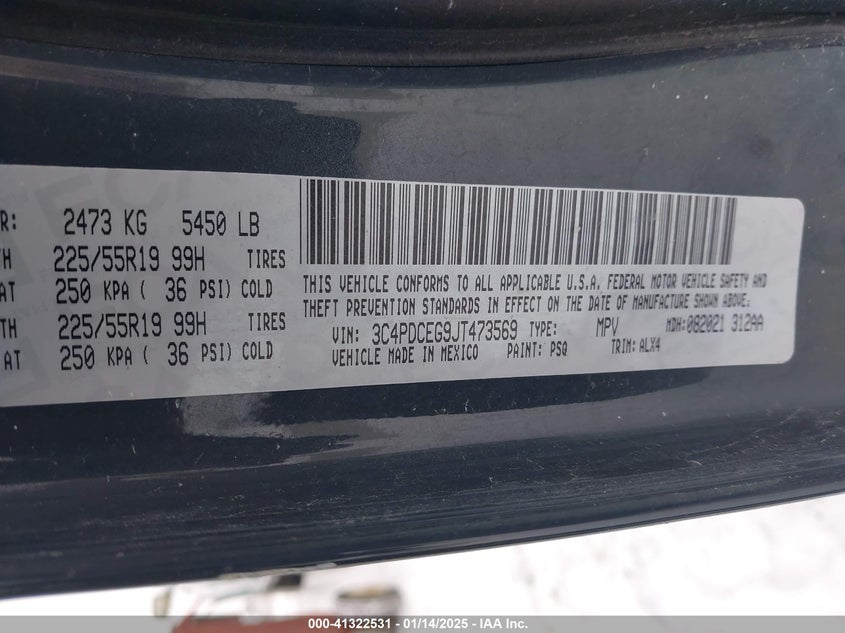 R: 2473 KG 5450 LB
TH 225/55R19 99H TIRES
AT 250 KPA ( 36 PSI) COLD
TH 225/55R19 99H TIRES
AT 250 KPA ( 36 PSI) COLD
THIS VEHICLE CONFORMS TO ALL APPLICABLE U.S.A. FEDERAL MOTOR VEHICLE SAFETY AND
THEFT PREVENTION STANDARDS IN EFFECT ON THE DATE OF MANUFACTURE SHOWN ABOVE.
VIN: 3C4PDCEG9JT473569 TYPE: MPV MDH:082021 312AA
VEHICLE MADE IN MEXICO PAINT: PSQ TRIM: ALX4
000-41322531 - 01/14/2025 - IAA Inc.